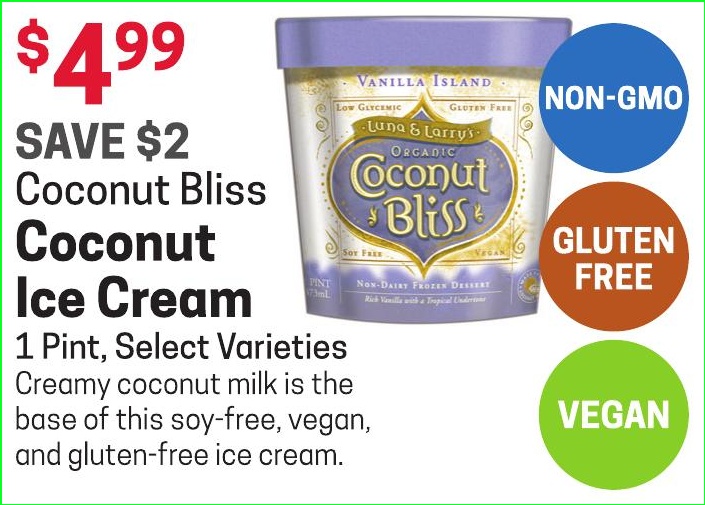 $4.99
SAVE $2
Coconut Bliss
Coconut
Ice Cream
1 Pint, Select Varieties
Creamy coconut milk is the
base of this soy-free, vegan,
and gluten-free ice cream.
VANILLA ISLAND
LOW GLYCEMIC GLUTEN FREE
Luna & Larry's
ORGANIC
Coconut
Bliss
SOY FREE VEGAN
PINT
NON-DAIRY FROZEN DESSERT
Rich Vanilla with a Tropical Undertone
NON-GMO
GLUTEN
FREE
VEGAN